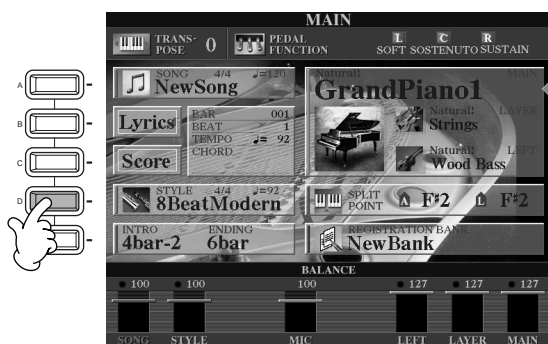 MAIN
TRANS-
POSE 0
PEDAL
FUNCTION
L C R
SOFT SOSTENUTO SUSTAIN
SONG 4/4 ♩=120
NewSong
Natural! MAIN
GrandPiano1
Natural! LAYER
Strings
Natural! LEFT
Wood Bass
Lyrics
Score
BAR 001
BEAT 1
TEMPO ♩= 92
CHORD
STYLE 4/4 ♩=92
8BeatModern
SPLIT
POINT A F#2 L F#2
INTRO ENDING
4bar-2 6bar
REGISTRATION BANK
NewBank
BALANCE
100 100 100 127 127 127
SONG STYLE MIC LEFT LAYER MAIN
A
B
C
D